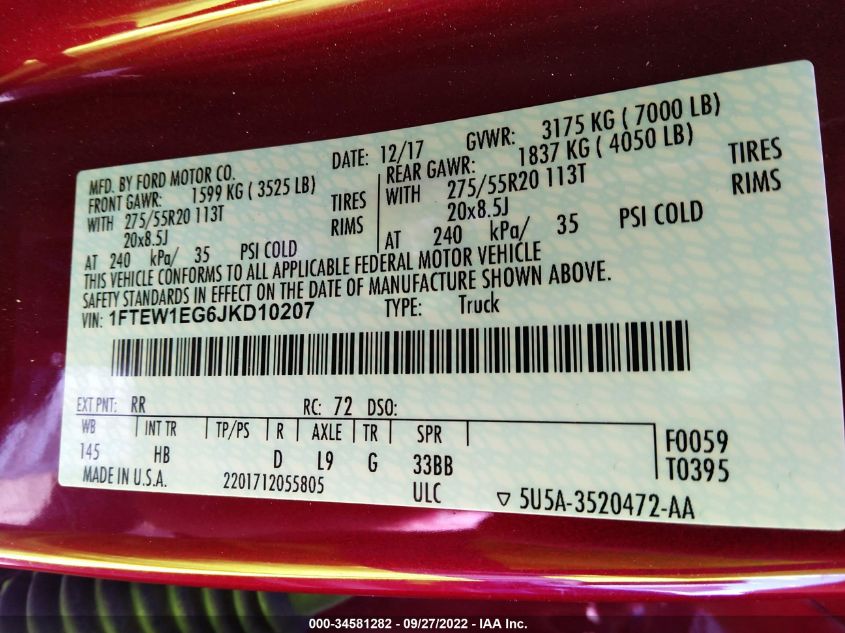 MFD. BY FORD MOTOR CO. DATE: 12/17 GVWR: 3175 KG ( 7000 LB)
FRONT GAWR: 1599 KG ( 3525 LB) REAR GAWR: 1837 KG ( 4050 LB)
WITH 275/55R20 113T TIRES WITH 275/55R20 113T TIRES
20x8.5J RIMS 20x8.5J RIMS
AT 240 kPa/ 35 PSI COLD AT 240 kPa/ 35 PSI COLD
THIS VEHICLE CONFORMS TO ALL APPLICABLE FEDERAL MOTOR VEHICLE
SAFETY STANDARDS IN EFFECT ON THE DATE OF MANUFACTURE SHOWN ABOVE.
VIN: 1FTEW1EG6JKD10207 TYPE: Truck
EXT PNT: RR RC: 72 DSO:
WB INT TR TP/PS R AXLE TR SPR F0059
145 HB D L9 G 33BB T0395
MADE IN U.S.A. 2201712055805 ULC ▽ 5U5A-3520472-AA
000-34581282 - 09/27/2022 - IAA Inc.